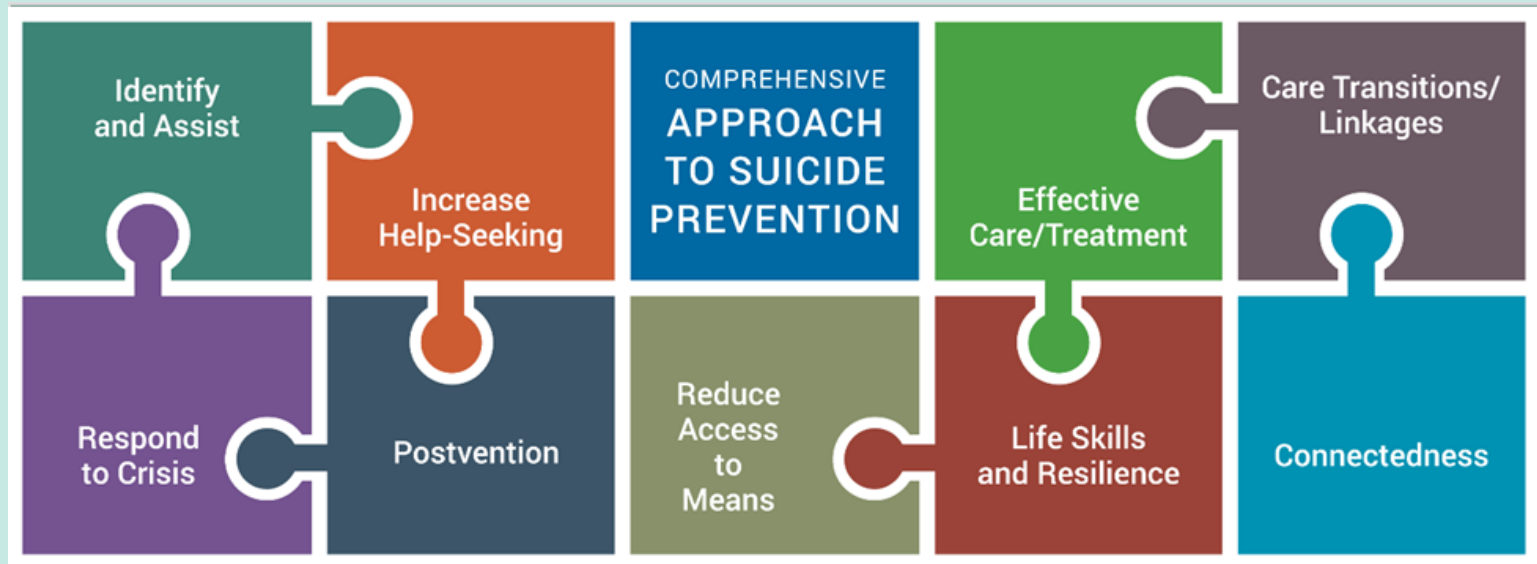 Identify
and Assist
Increase
Help-Seeking
COMPREHENSIVE
APPROACH
TO SUICIDE
PREVENTION
Effective
Care/Treatment
Care Transitions/
Linkages
Respond
to Crisis
Postvention
Reduce
Access
to
Means
Life Skills
and Resilience
Connectedness